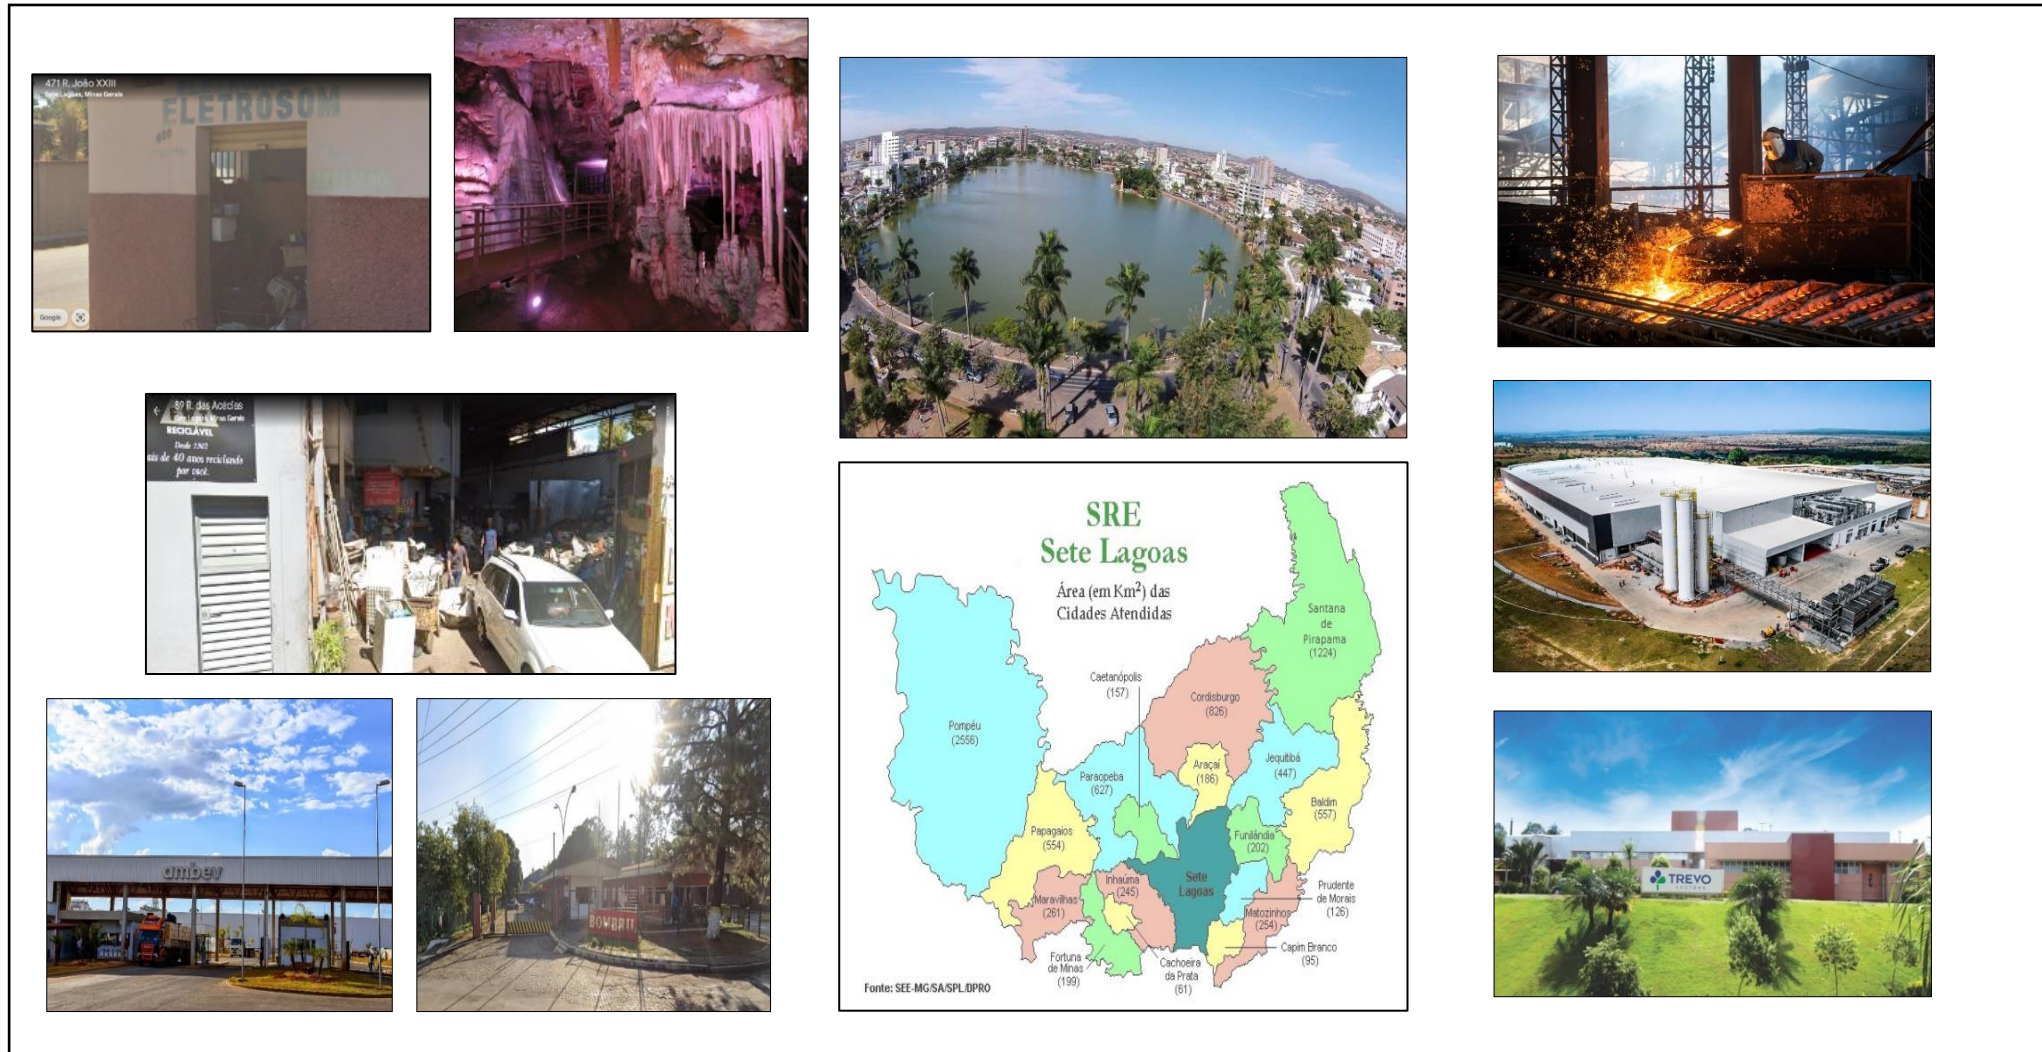 471 R. João XXIII
Sete Lagoas, Minas Gerais
ELETROSOM
Google
89 R. das Acácias
Sete Lagoas, Minas Gerais
RECICLÁVEL
Desde 1982
ais de 40 anos reciclando
por você.
ambev
BOMBRIL
SRE
Sete Lagoas
Área (em Km²) das
Cidades Atendidas
Santana
de
Pirapama
(1224)
Caetanópolis
(157)
Cordisburgo
(826)
Pompéu
(2556)
Araçaí
(186)
Jequitibá
(447)
Paraopeba
(627)
Baldim
(557)
Papagaios
(554)
Funilândia
(202)
Inhaúma
(245)
Sete
Lagoas
Maravilhas
(261)
Prudente
de Morais
(126)
Matozinhos
(254)
Capim Branco
(95)
Fortuna
de Minas
(199)
Cachoeira
da Prata
(61)
Fonte: SEE-MG/SA/SPL/DPRO
TREVO
LACTEOS